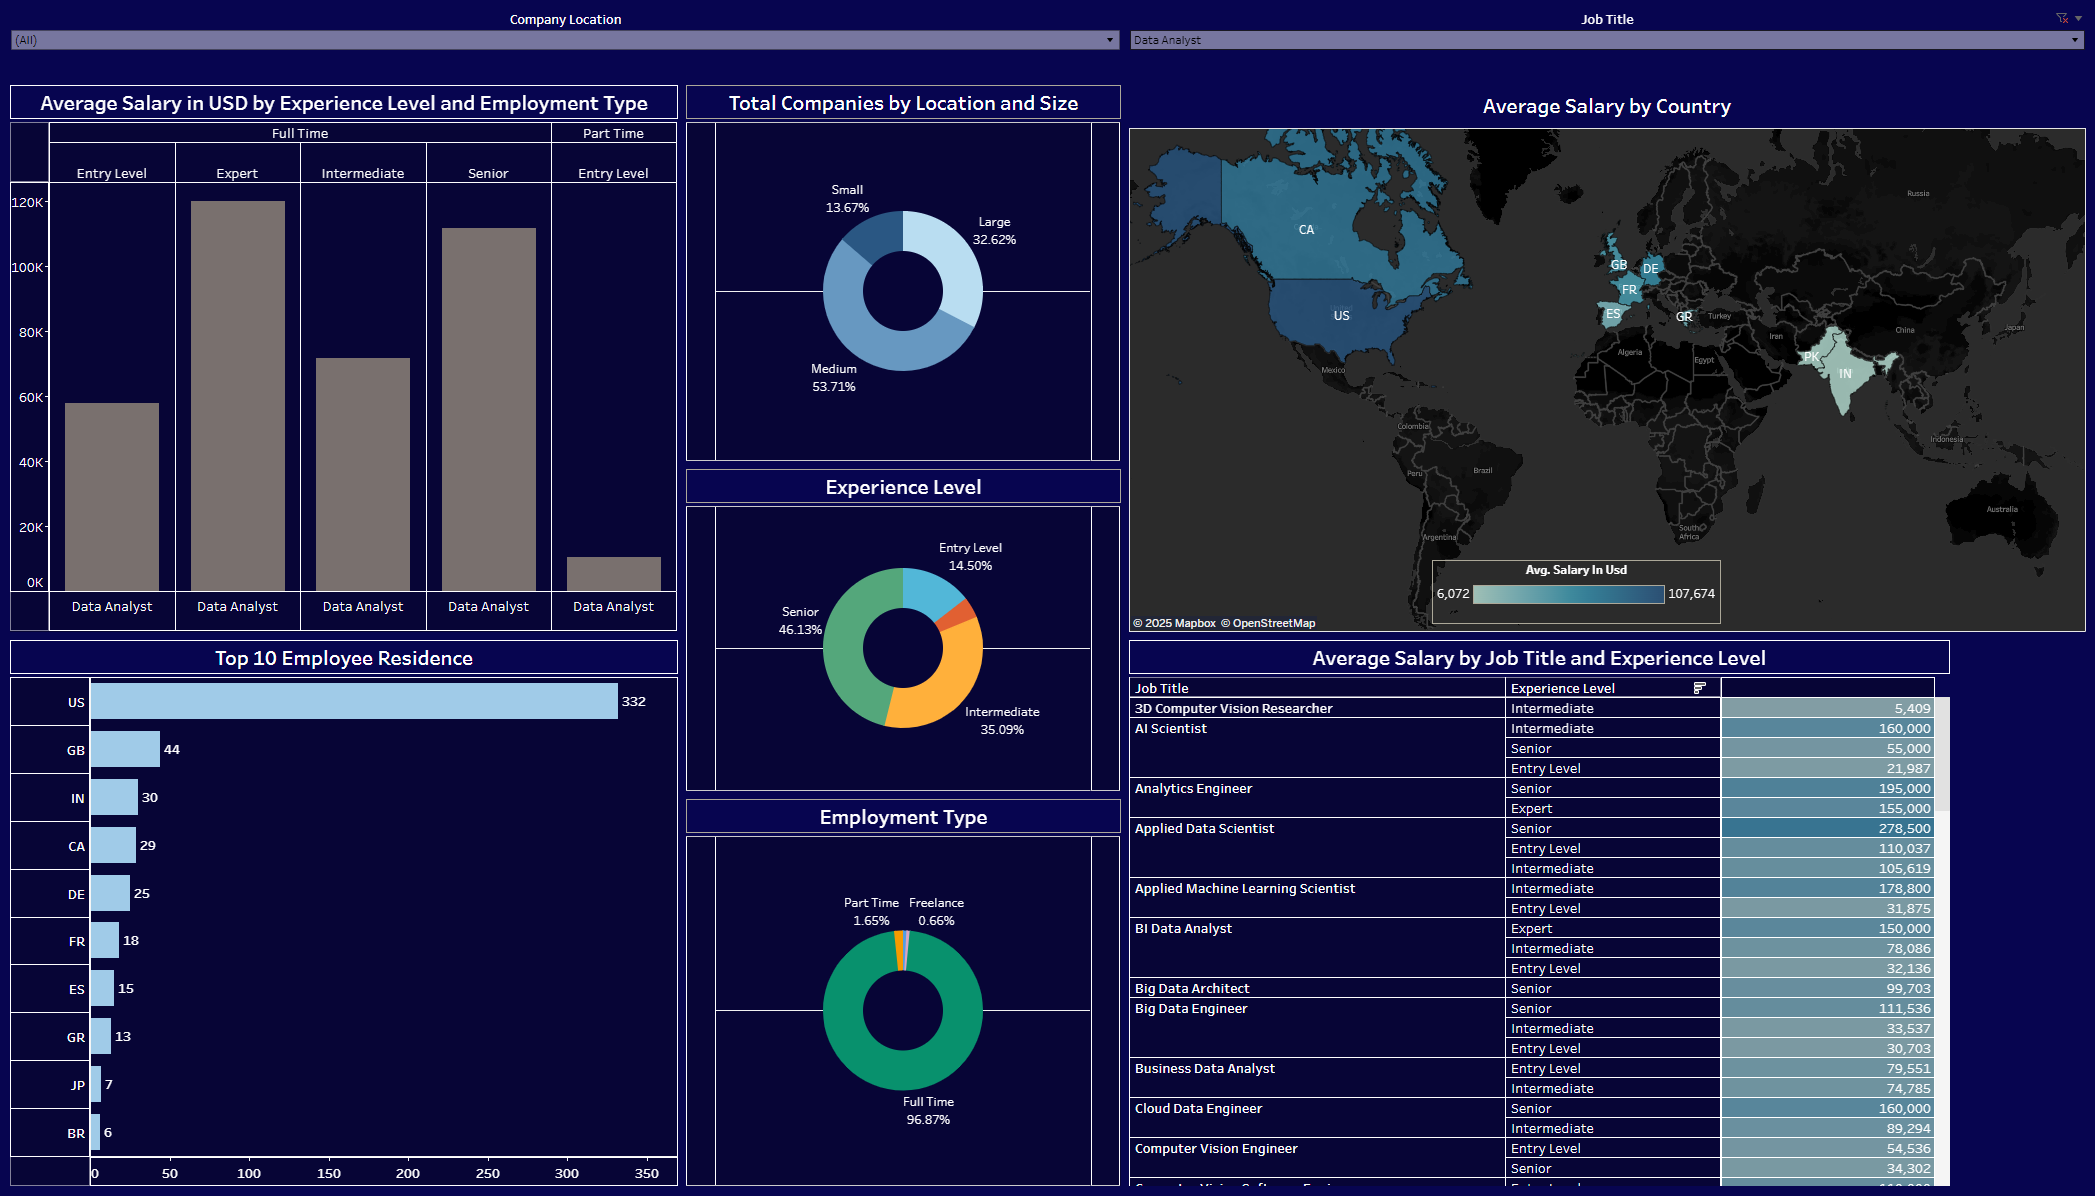 Company Location
(All)
Job Title
Data Analyst
Average Salary in USD by Experience Level and Employment Type
Full Time
Part Time
Entry Level
Expert
Intermediate
Senior
Entry Level
120K
100K
80K
60K
40K
20K
0K
Data Analyst
Data Analyst
Data Analyst
Data Analyst
Data Analyst
Top 10 Employee Residence
US
332
GB
44
IN
30
CA
29
DE
25
FR
18
ES
15
GR
13
JP
7
BR
6
0
50
100
150
200
250
300
350
Total Companies by Location and Size
Small
13.67%
Large
32.62%
Medium
53.71%
Experience Level
Entry Level
14.50%
Senior
46.13%
Intermediate
35.09%
Employment Type
Part Time
1.65%
Freelance
0.66%
Full Time
96.87%
Average Salary by Country
Russia
CA
GB
DE
FR
US
ES
GR
Turkey
China
Japan
Iran
Algeria
Egypt
PK
IN
Mexico
Colombia
Indonesia
Peru
Brazil
Australia
South
Africa
Argentina
Avg. Salary In Usd
6,072
107,674
© 2025 Mapbox © OpenStreetMap
Average Salary by Job Title and Experience Level
Job Title Experience Level
3D Computer Vision Researcher Intermediate 5,409
AI Scientist Intermediate 160,000
Senior 55,000
Entry Level 21,987
Analytics Engineer Senior 195,000
Expert 155,000
Applied Data Scientist Senior 278,500
Entry Level 110,037
Intermediate 105,619
Applied Machine Learning Scientist Intermediate 178,800
Entry Level 31,875
BI Data Analyst Expert 150,000
Intermediate 78,086
Entry Level 32,136
Big Data Architect Senior 99,703
Big Data Engineer Senior 111,536
Intermediate 33,537
Entry Level 30,703
Business Data Analyst Entry Level 79,551
Intermediate 74,785
Cloud Data Engineer Senior 160,000
Intermediate 89,294
Computer Vision Engineer Entry Level 54,536
Senior 34,302